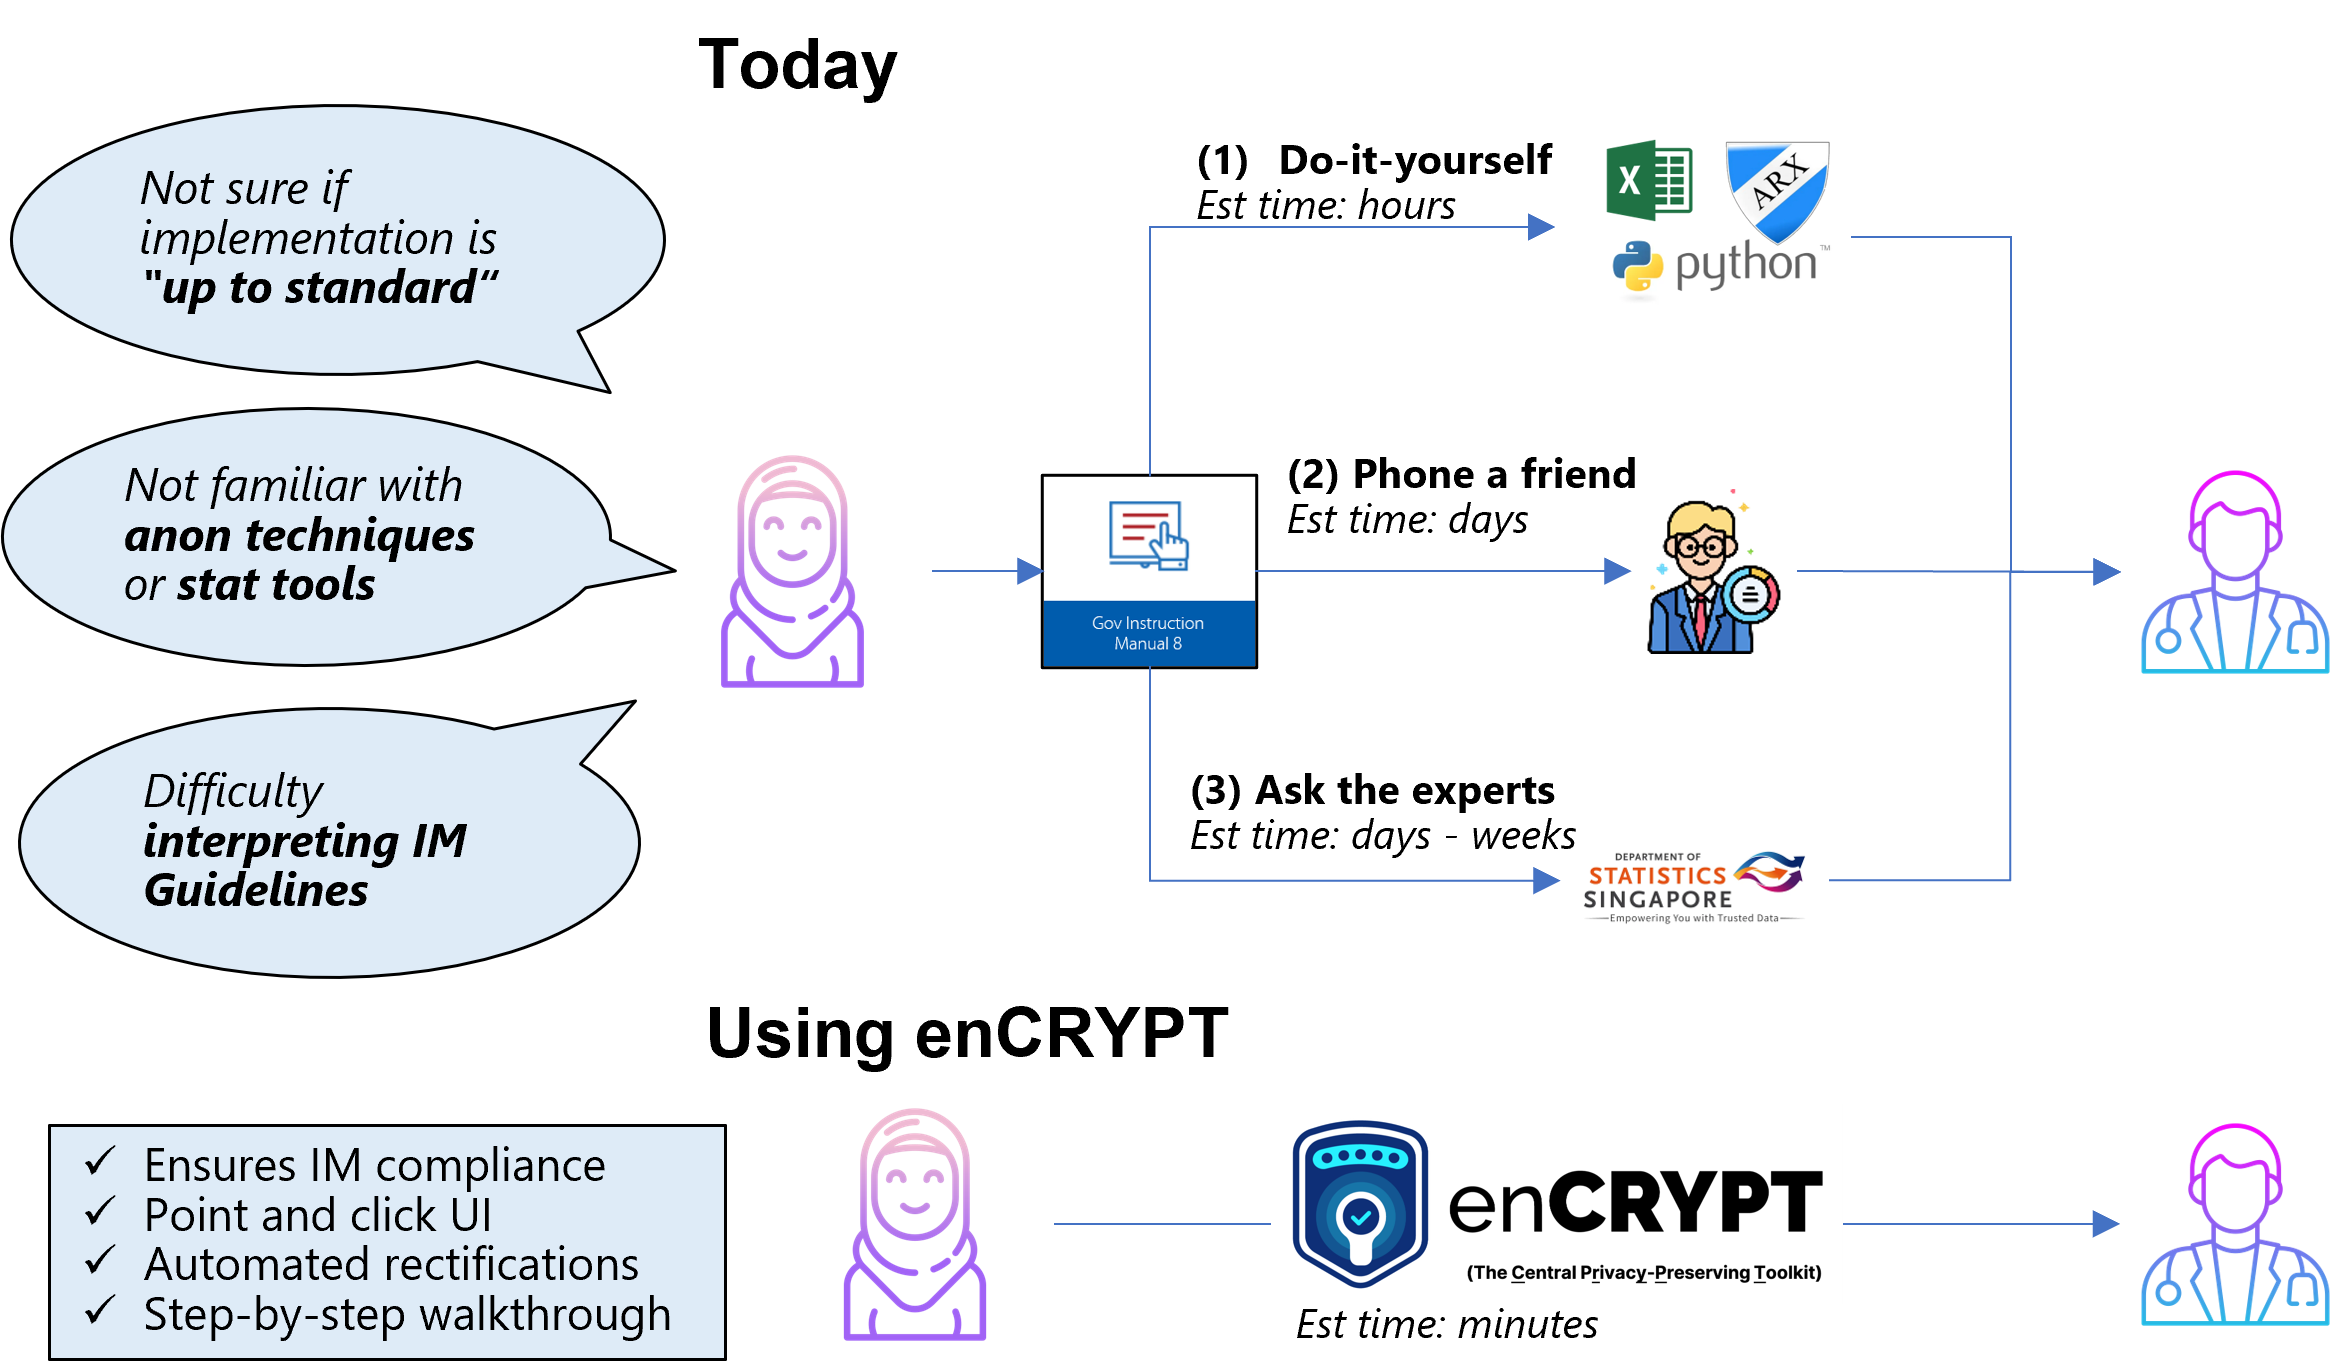 Today
Not sure if
implementation is
"up to standard“
Not familiar with
anon techniques
or stat tools
Difficulty
interpreting IM
Guidelines
Gov Instruction
Manual 8
(1) Do-it-yourself
Est time: hours
X
ARX
python™
(2) Phone a friend
Est time: days
(3) Ask the experts
Est time: days - weeks
DEPARTMENT OF
STATISTICS
SINGAPORE
Empowering You with Trusted Data
Using enCRYPT
✓ Ensures IM compliance
✓ Point and click UI
✓ Automated rectifications
✓ Step-by-step walkthrough
enCRYPT
(The Central Privacy-Preserving Toolkit)
Est time: minutes